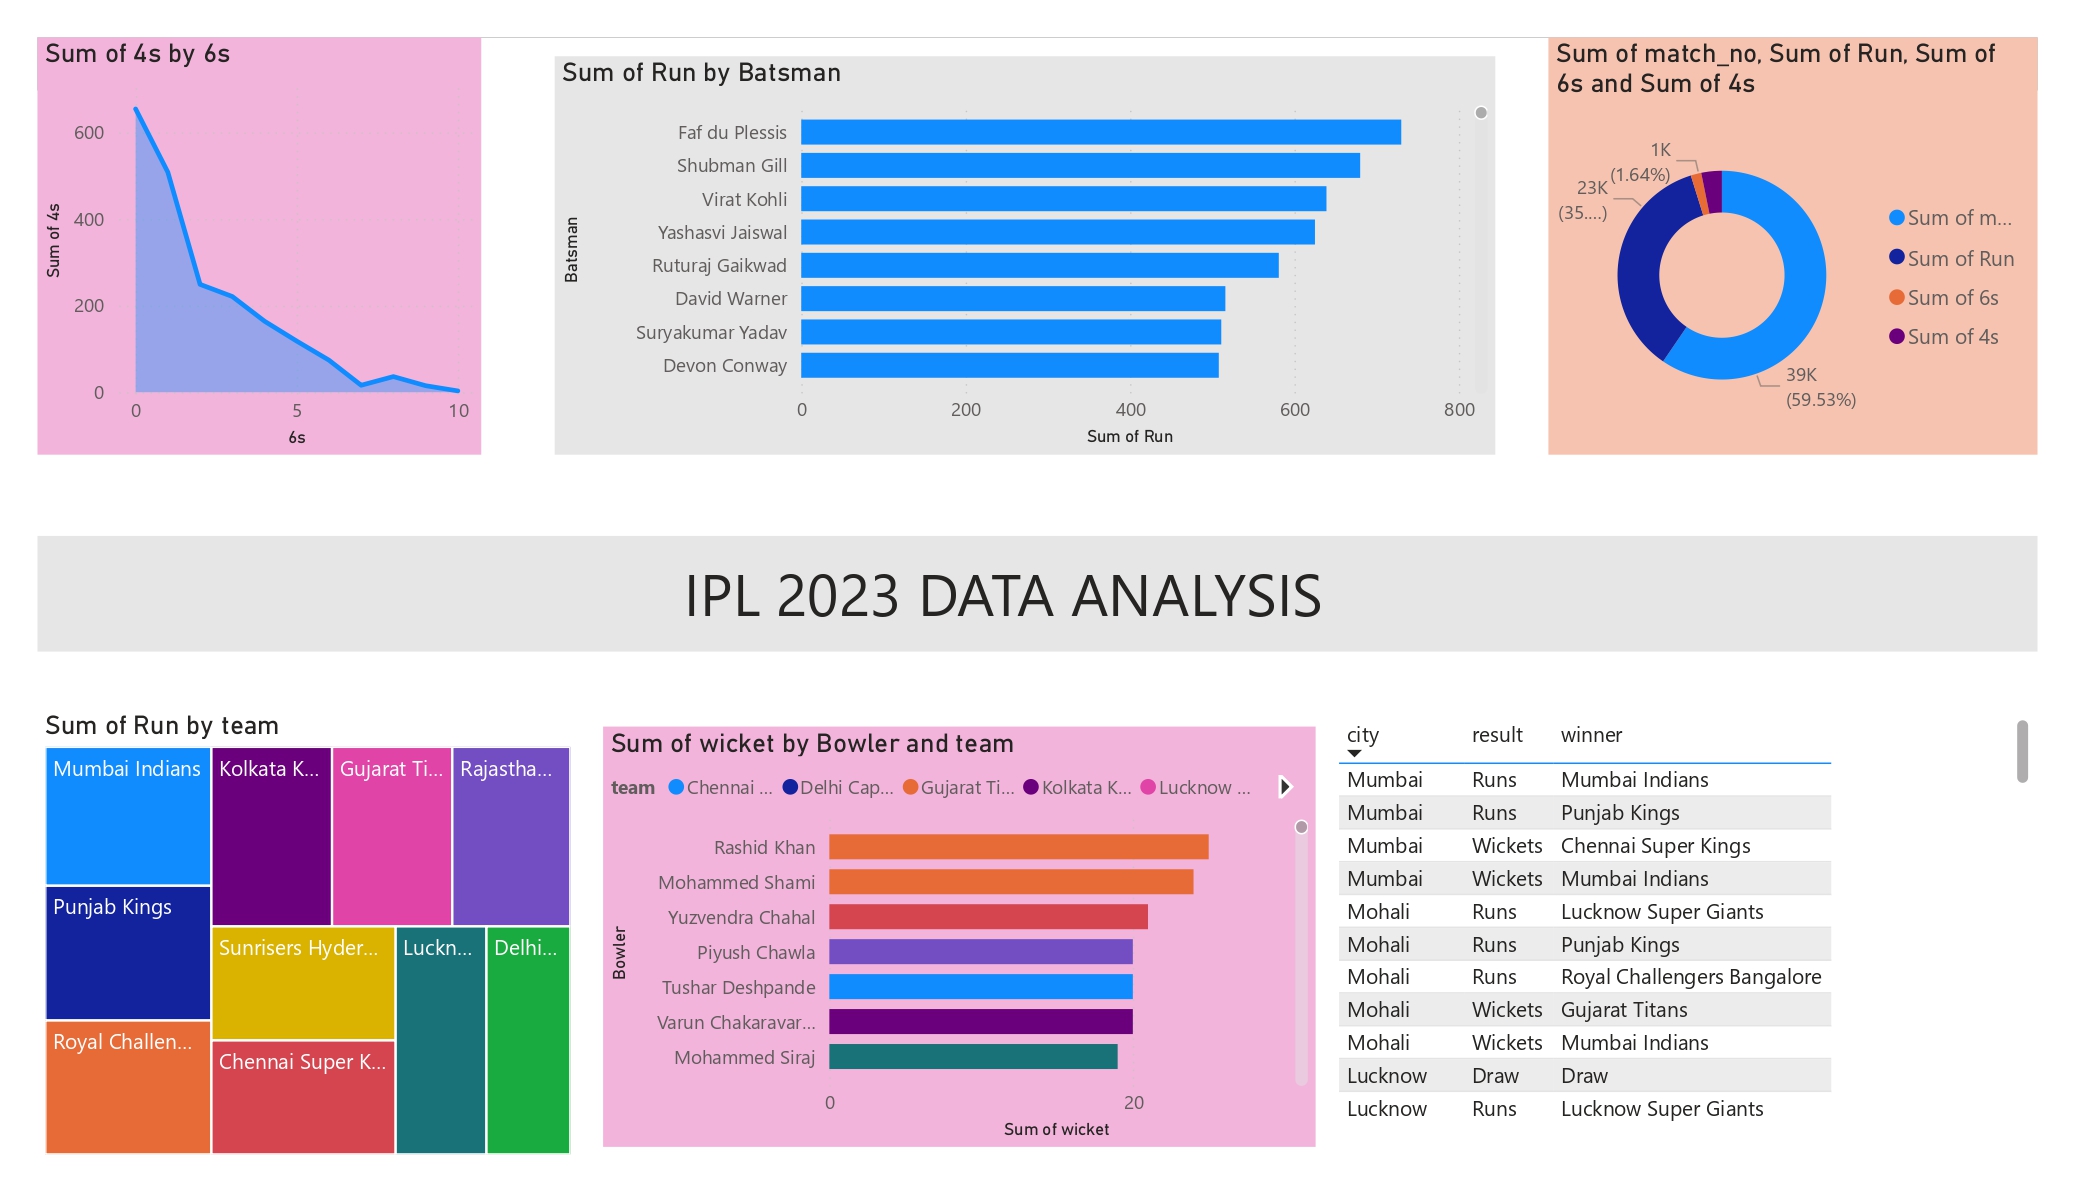 Sum of 4s by 6s
600
400
200
0
0 5 10
Sum of 4s
6s
Sum of Run by Batsman
Batsman
Faf du Plessis
Shubman Gill
Virat Kohli
Yashasvi Jaiswal
Ruturaj Gaikwad
David Warner
Suryakumar Yadav
Devon Conway
0 200 400 600 800
Sum of Run
Sum of match_no, Sum of Run, Sum of
6s and Sum of 4s
1K
(1.64%)
23K
(35....)
39K
(59.53%)
Sum of m...
Sum of Run
Sum of 6s
Sum of 4s
IPL 2023 DATA ANALYSIS
Sum of Run by team
Mumbai Indians
Kolkata K...
Gujarat Ti...
Rajastha...
Punjab Kings
Sunrisers Hyder...
Luckn...
Delhi...
Royal Challen...
Chennai Super K...
Sum of wicket by Bowler and team
team Chennai ... Delhi Cap... Gujarat Ti... Kolkata K... Lucknow ...
Bowler
Rashid Khan
Mohammed Shami
Yuzvendra Chahal
Piyush Chawla
Tushar Deshpande
Varun Chakaravar...
Mohammed Siraj
0 20
Sum of wicket
city result winner
Mumbai Runs Mumbai Indians
Mumbai Runs Punjab Kings
Mumbai Wickets Chennai Super Kings
Mumbai Wickets Mumbai Indians
Mohali Runs Lucknow Super Giants
Mohali Runs Punjab Kings
Mohali Runs Royal Challengers Bangalore
Mohali Wickets Gujarat Titans
Mohali Wickets Mumbai Indians
Lucknow Draw Draw
Lucknow Runs Lucknow Super Giants